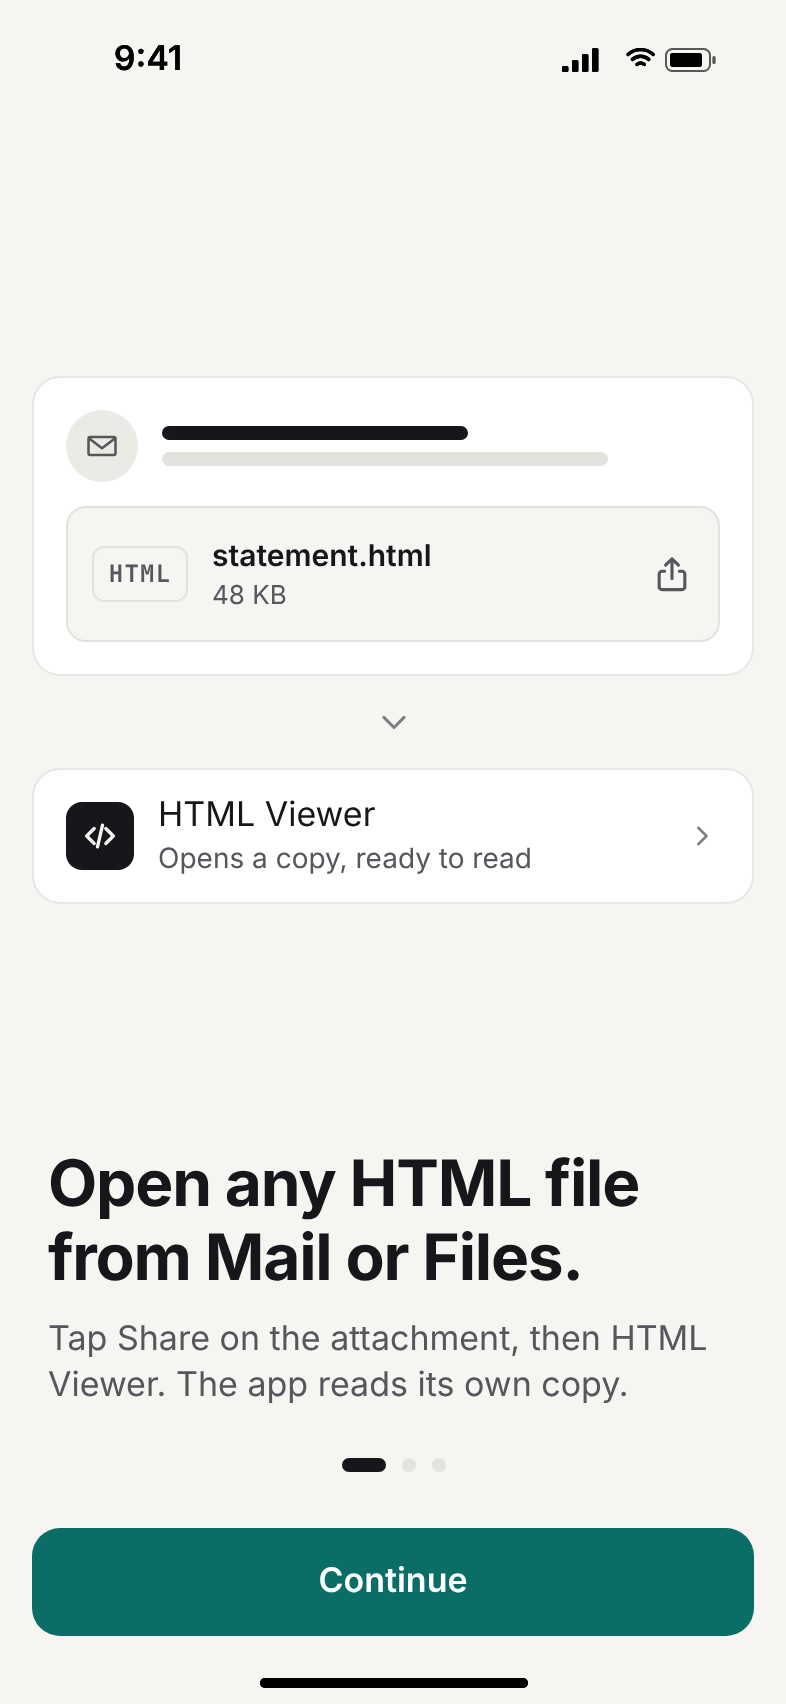 9:41
HTML
statement.html
48 KB
HTML Viewer
Opens a copy, ready to read
Open any HTML file
from Mail or Files.
Tap Share on the attachment, then HTML
Viewer. The app reads its own copy.
Continue